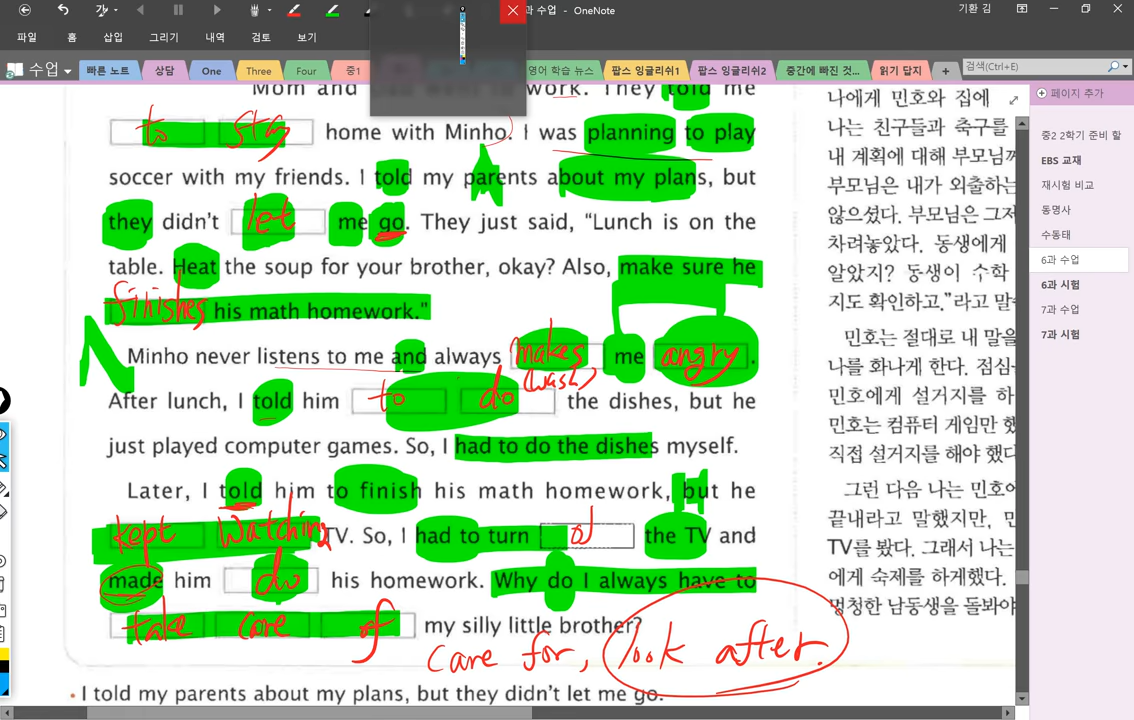 기환 김
과 수업 - OneNote
파일 홈 삽입 그리기 내역 검토 보기
수업 빠른 노트 상담 One Three Four 중1 영어 학습 뉴스 팝스 잉글리쉬1 팝스 잉글리쉬2 중간에 빠진 것... 읽기 답지 + 검색(Ctrl+E)
페이지 추가
중2 2학기 준비 할
EBS 교재
재시험 비교
동명사
수동태
6과 수업
6과 시험
7과 수업
7과 시험
Mom and work. They told me
to stay home with Minho. I was planning to play
soccer with my friends. I told my parents about my plans, but
they didn't let me go. They just said, “Lunch is on the
table. Heat the soup for your brother, okay? Also, make sure he
finishes his math homework."
Minho never listens to me and always makes me angry.
(wash)
After lunch, I told him to do the dishes, but he
just played computer games. So, I had to do the dishes myself.
Later, I told him to finish his math homework, but he
kept watching TV. So, I had to turn the TV and
made him do his homework. Why do I always have to
take care of my silly little brother?
care for, look after.
• I told my parents about my plans, but they didn't let me go.
나에게 민호와 집에
나는 친구들과 축구를
내 계획에 대해 부모님께
부모님은 내가 외출하는
않으셨다. 부모님은 그저
차려놓았다. 동생에게
알았지? 동생이 수학
지도 확인하고,”라고 말
민호는 절대로 내 말을
나를 화나게 한다. 점심
민호에게 설거지를 하
민호는 컴퓨터 게임만 했
직접 설거지를 해야 했다
그런 다음 나는 민호에
끝내라고 말했지만, 민
TV를 봤다. 그래서 나는
에게 숙제를 하게했다.
멍청한 남동생을 돌봐야